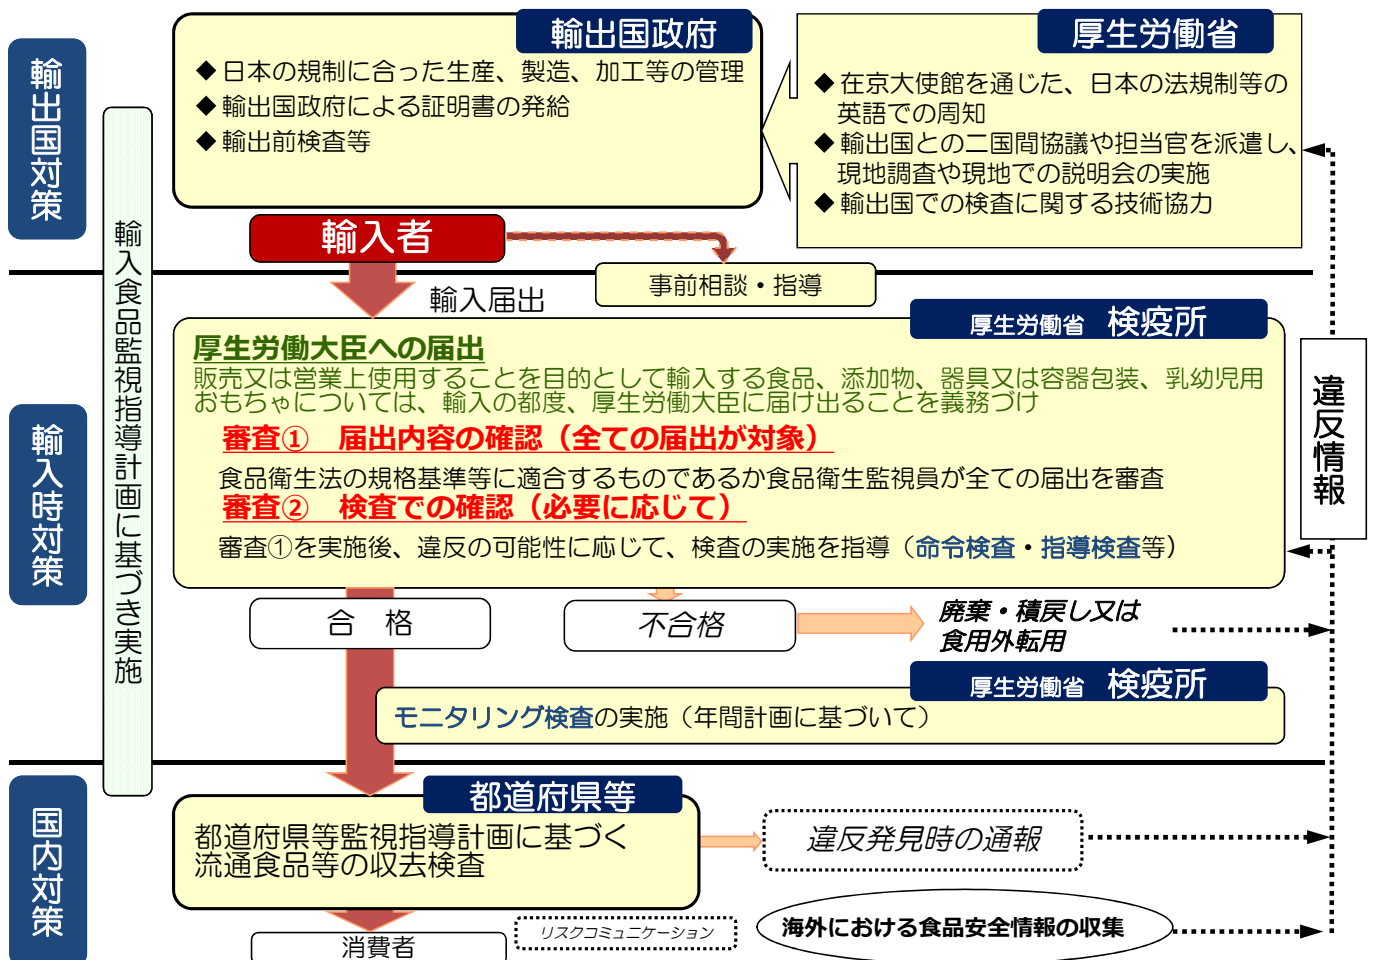 輸出国対策
輸入食品監視指導計画に基づき実施
輸出国政府
◆日本の規制に合った生産、製造、加工等の管理
◆輸出国政府による証明書の発給
◆輸出前検査等
厚生労働省
◆在京大使館を通じた、日本の法規制等の
英語での周知
◆輸出国との二国間協議や担当官を派遣し、
現地調査や現地での説明会の実施
◆輸出国での検査に関する技術協力
輸入者
事前相談・指導
輸入届出
輸入時対策
厚生労働省 検疫所
厚生労働大臣への届出
販売又は営業上使用することを目的として輸入する食品、添加物、器具又は容器包装、乳幼児用
おもちゃについては、輸入の都度、厚生労働大臣に届け出ることを義務づけ
審査① 届出内容の確認（全ての届出が対象）
食品衛生法の規格基準等に適合するものであるか食品衛生監視員が全ての届出を審査
審査② 検査での確認（必要に応じて）
審査①を実施後、違反の可能性に応じて、検査の実施を指導（命令検査・指導検査等）
違反情報
合 格
不合格
廃棄・積戻し又は
食用外転用
厚生労働省 検疫所
モニタリング検査の実施（年間計画に基づいて）
国内対策
都道府県等
都道府県等監視指導計画に基づく
流通食品等の収去検査
違反発見時の通報
消費者
リスクコミュニケーション
海外における食品安全情報の収集